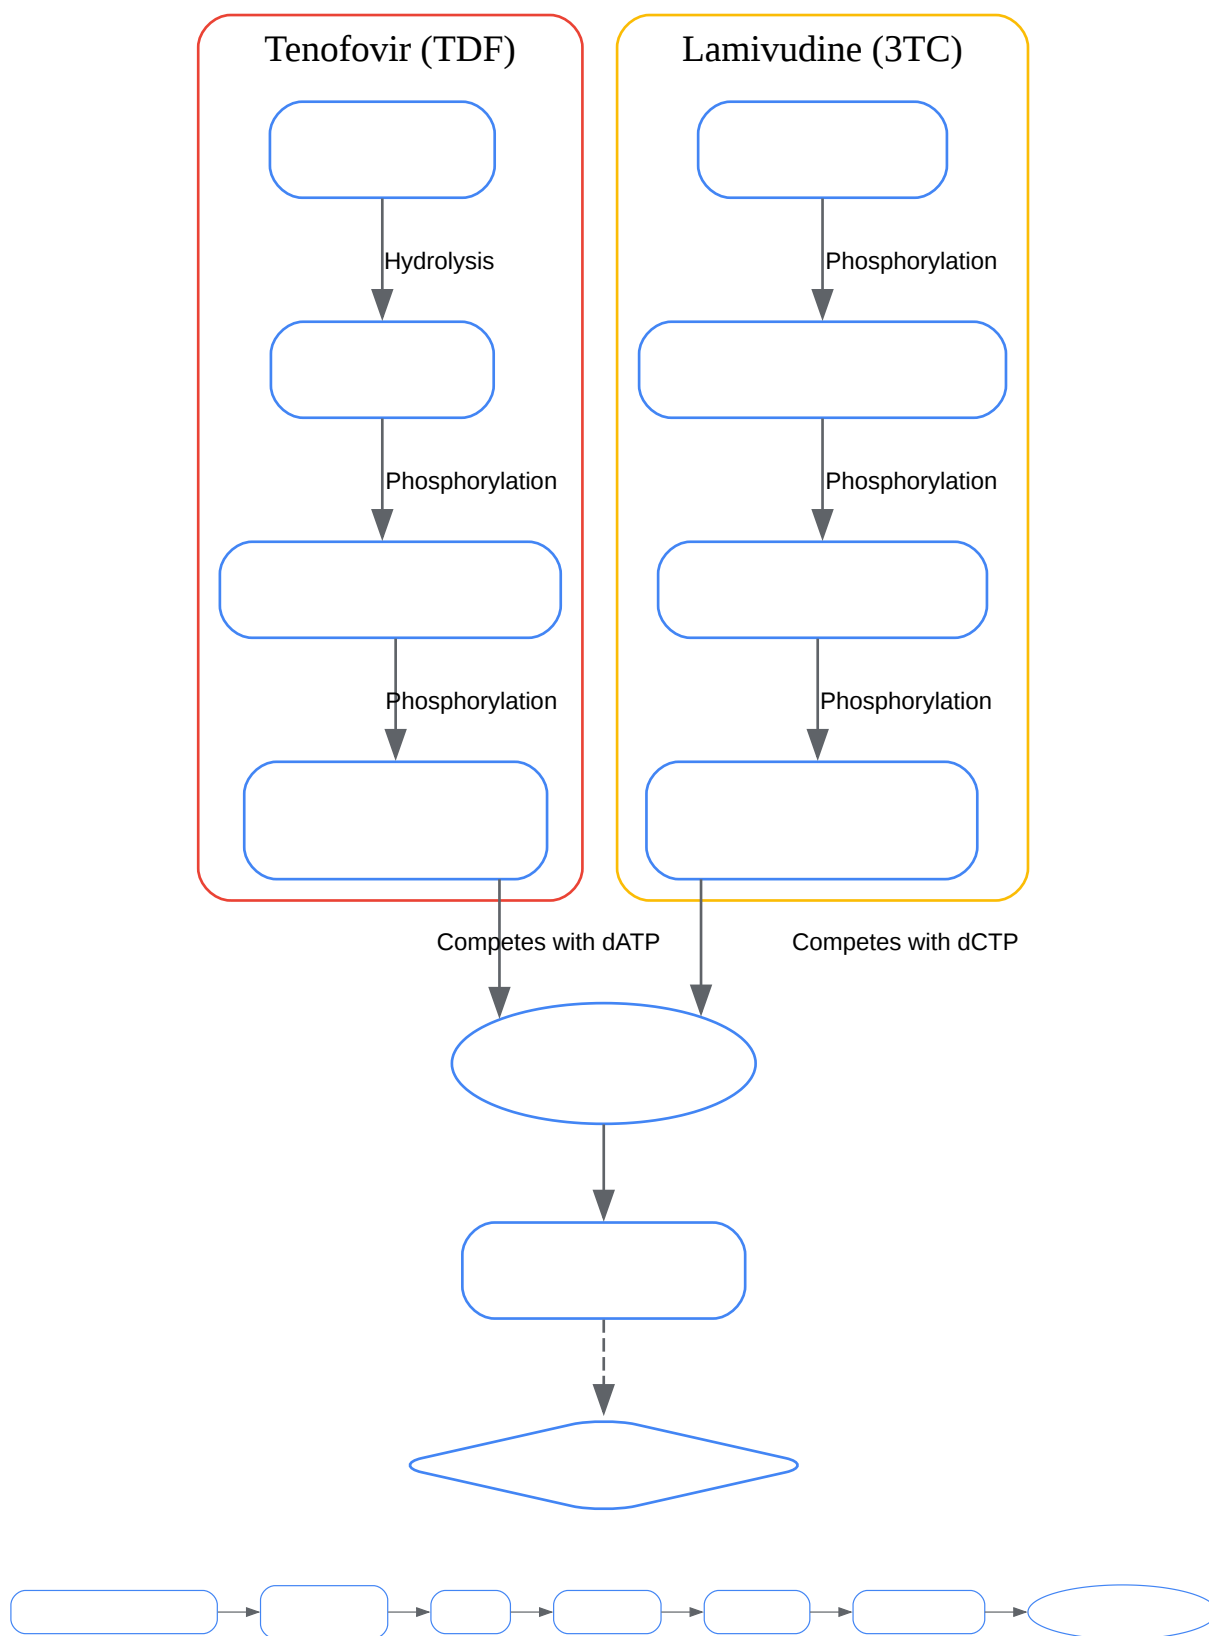 Tenofovir (TDF)
Lamivudine (3TC)
Hydrolysis
Phosphorylation
Phosphorylation
Phosphorylation
Phosphorylation
Phosphorylation
Competes with dATP
Competes with dCTP